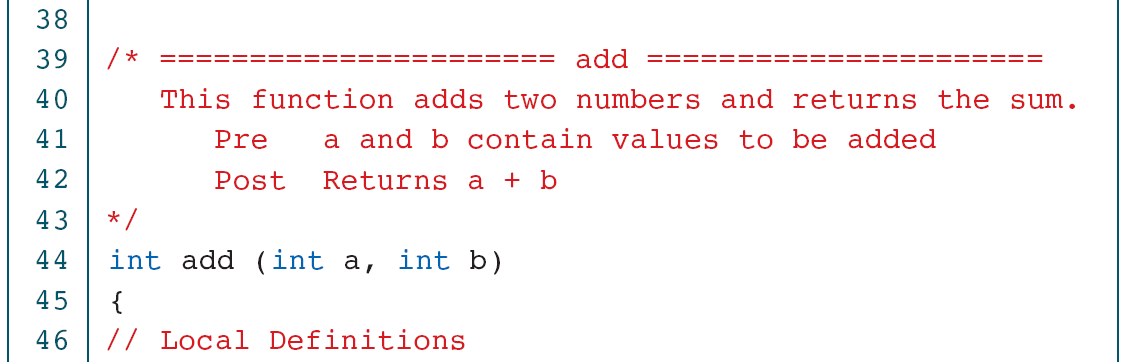 38
39 /* ====================== add ======================
40    This function adds two numbers and returns the sum.
41       Pre   a and b contain values to be added
42       Post  Returns a + b
43 */
44 int add (int a, int b)
45 {
46 // Local Definitions